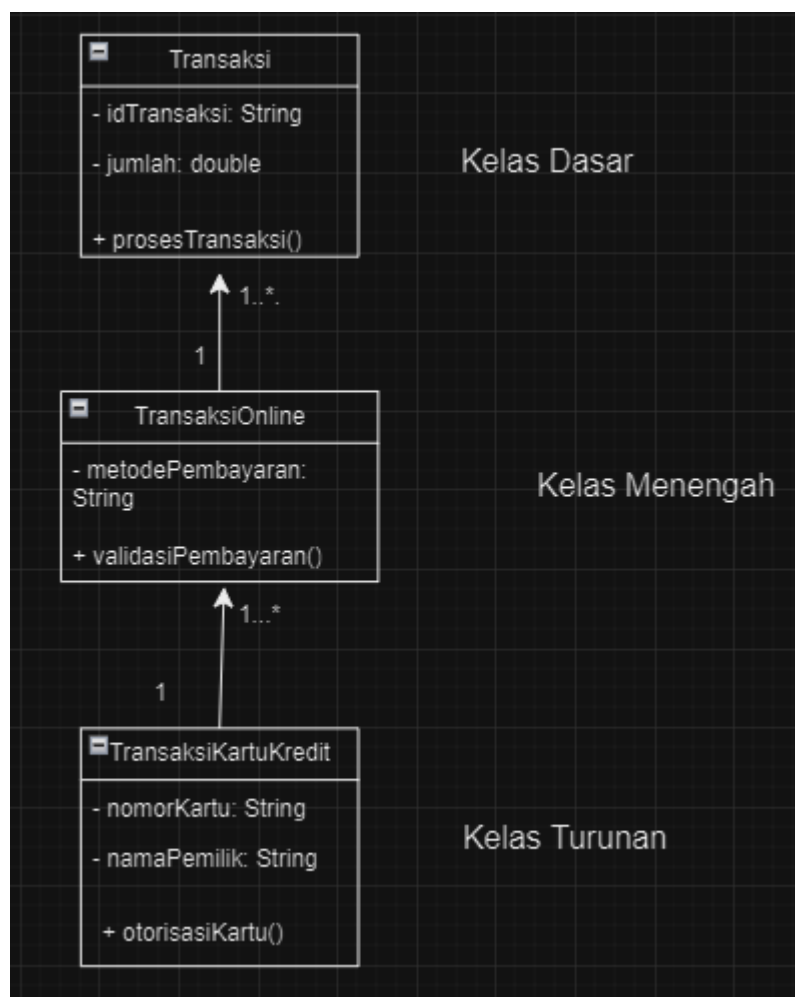 Transaksi
- idTransaksi: String
- jumlah: double
Kelas Dasar
+ prosesTransaksi()
1..*.
1
TransaksiOnline
- metodePembayaran:
String
Kelas Menengah
+ validasiPembayaran()
1...*
1
TransaksiKartuKredit
- nomorKartu: String
- namaPemilik: String
Kelas Turunan
+ otorisasiKartu()